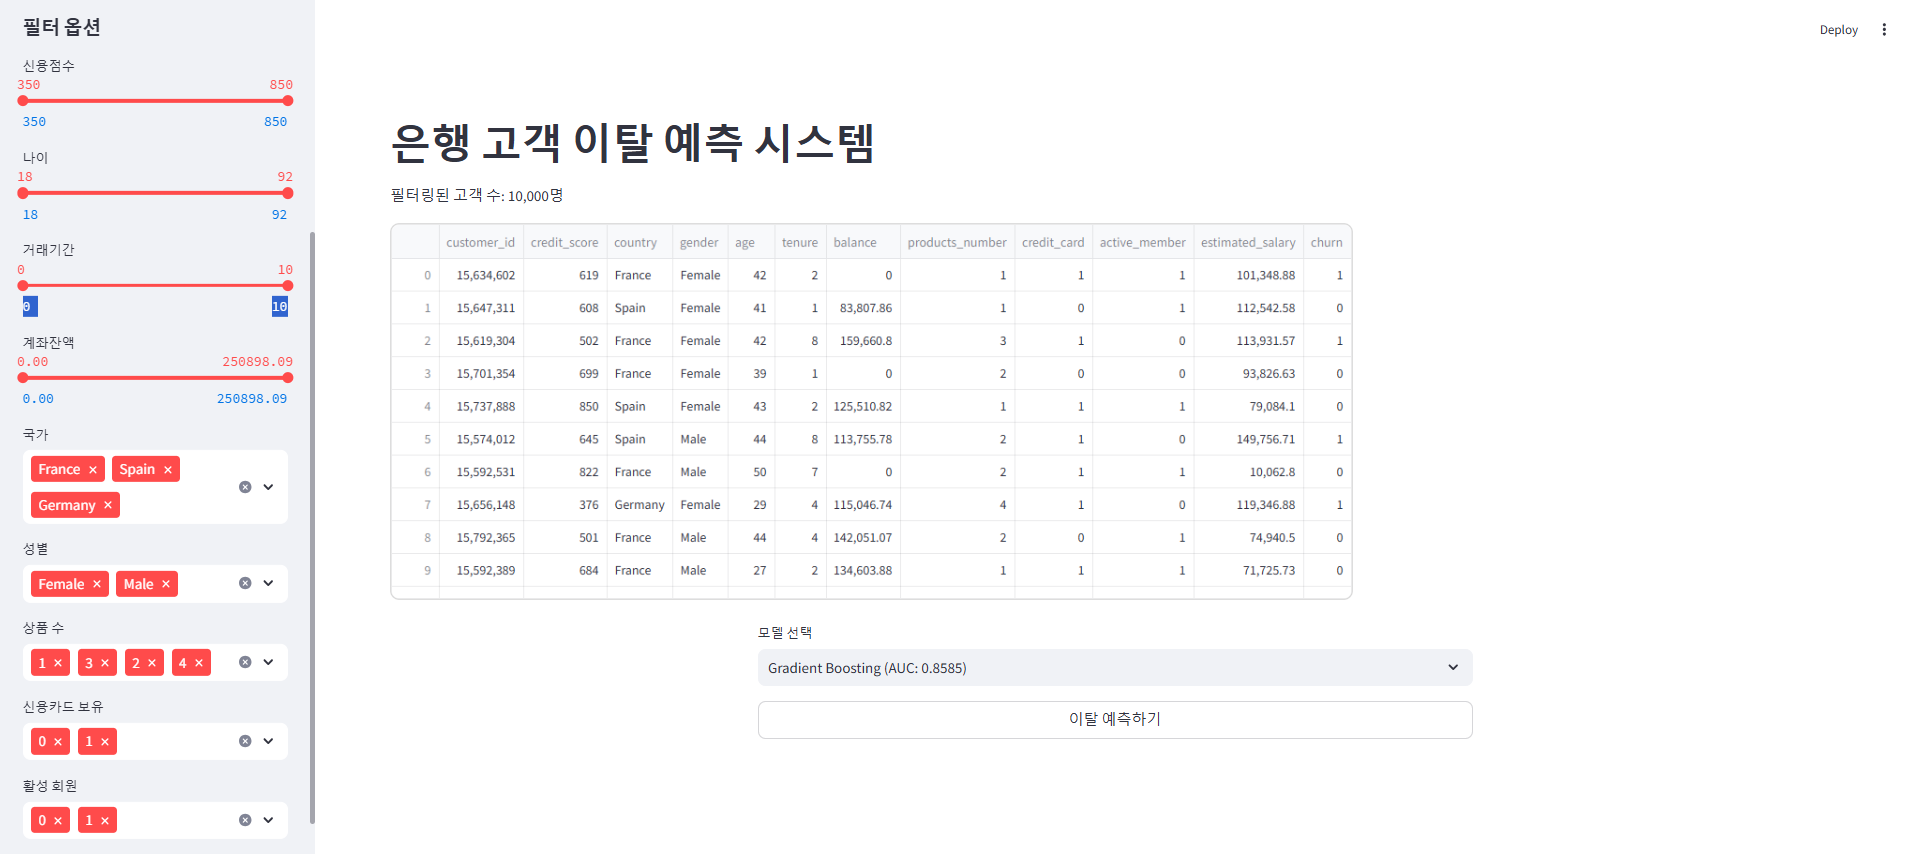 필터 옵션
신용점수
350 850
350 850
나이
18 92
18 92
거래기간
0 10
0 10
계좌잔액
0.00 250898.09
0.00 250898.09
국가
France × Spain ×
Germany ×
성별
Female × Male ×
상품 수
1 × 3 × 2 × 4 ×
신용카드 보유
0 × 1 ×
활성 회원
0 × 1 ×
Deploy
은행 고객 이탈 예측 시스템
필터링된 고객 수: 10,000명
customer_id credit_score country gender age tenure balance products_number credit_card active_member estimated_salary churn
0 15,634,602 619 France Female 42 2 0 1 1 1 101,348.88 1
1 15,647,311 608 Spain Female 41 1 83,807.86 1 0 1 112,542.58 0
2 15,619,304 502 France Female 42 8 159,660.8 3 1 0 113,931.57 1
3 15,701,354 699 France Female 39 1 0 2 0 0 93,826.63 0
4 15,737,888 850 Spain Female 43 2 125,510.82 1 1 1 79,084.1 0
5 15,574,012 645 Spain Male 44 8 113,755.78 2 1 0 149,756.71 1
6 15,592,531 822 France Male 50 7 0 2 1 1 10,062.8 0
7 15,656,148 376 Germany Female 29 4 115,046.74 4 1 0 119,346.88 1
8 15,792,365 501 France Male 44 4 142,051.07 2 0 1 74,940.5 0
9 15,592,389 684 France Male 27 2 134,603.88 1 1 1 71,725.73 0
모델 선택
Gradient Boosting (AUC: 0.8585)
이탈 예측하기